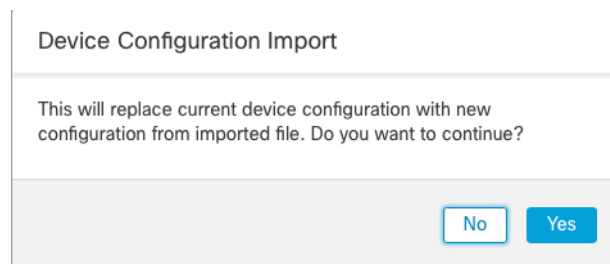 Device Configuration Import
This will replace current device configuration with new
configuration from imported file. Do you want to continue?
No
Yes